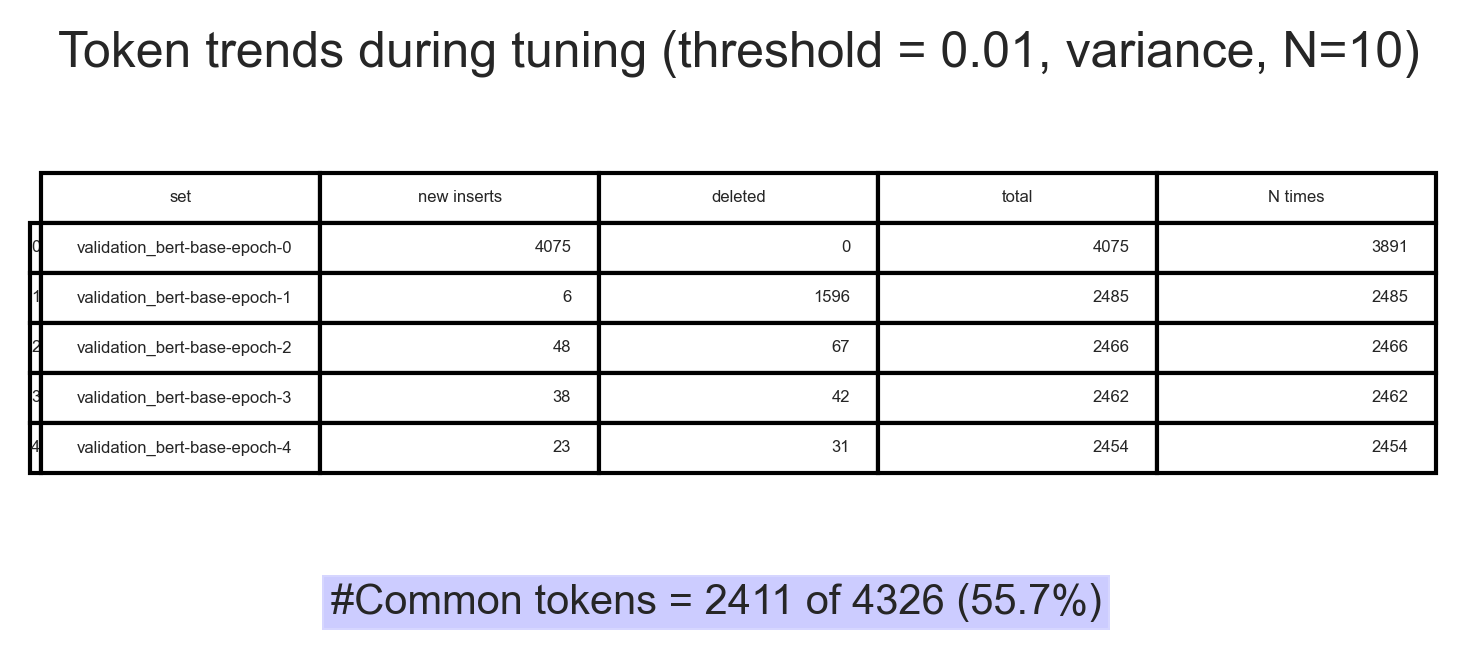 Token trends during tuning (threshold = 0.01, variance, N=10)
set new inserts deleted total N times
0 validation_bert-base-epoch-0 4075 0 4075 3891
1 validation_bert-base-epoch-1 6 1596 2485 2485
2 validation_bert-base-epoch-2 48 67 2466 2466
3 validation_bert-base-epoch-3 38 42 2462 2462
4 validation_bert-base-epoch-4 23 31 2454 2454
#Common tokens = 2411 of 4326 (55.7%)